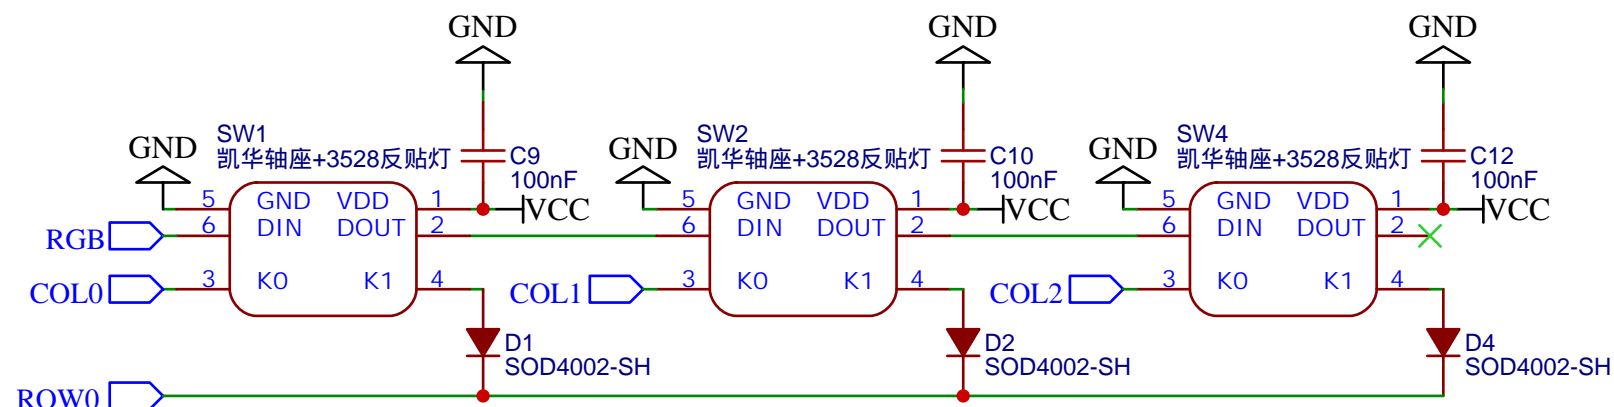 GND
GND
GND
SW1
凯华轴座+3528反贴灯
GND
C9
100nF
5
GND
VDD
1
VCC
RGB
6
DIN
DOUT
2
COL0
3
K0
K1
4
D1
SOD4002-SH
SW2
凯华轴座+3528反贴灯
GND
C10
100nF
5
GND
VDD
1
VCC
6
DIN
DOUT
2
COL1
3
K0
K1
4
D2
SOD4002-SH
SW4
凯华轴座+3528反贴灯
GND
C12
100nF
5
GND
VDD
1
VCC
6
DIN
DOUT
2
COL2
3
K0
K1
4
D4
SOD4002-SH
ROW0